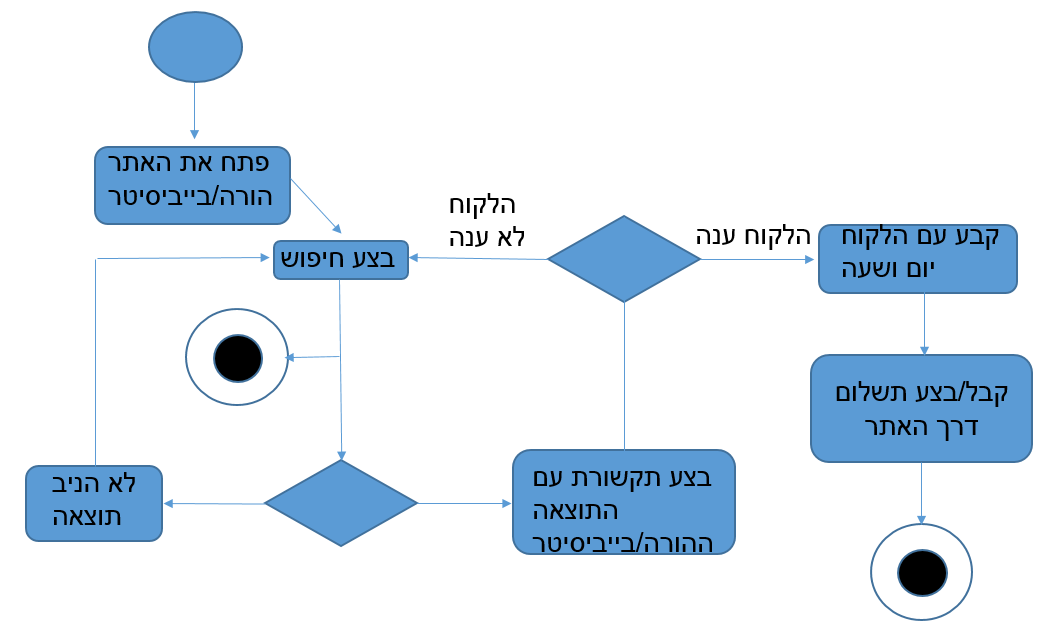 פתח את האתר
הורה/בייביסיטר
בצע חיפוש
הלקוח
לא ענה
הלקוח ענה
קבע עם הלקוח
יום ושעה
קבל/בצע תשלום
דרך האתר
לא הניב
תוצאה
בצע תקשורת עם
התוצאה
ההורה/בייביסיטר